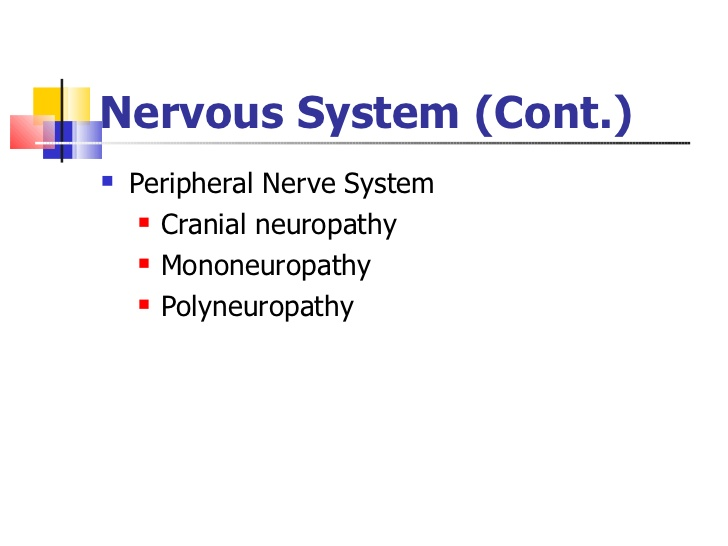 Nervous System (Cont.)
Peripheral Nerve System
Cranial neuropathy
Mononeuropathy
Polyneuropathy